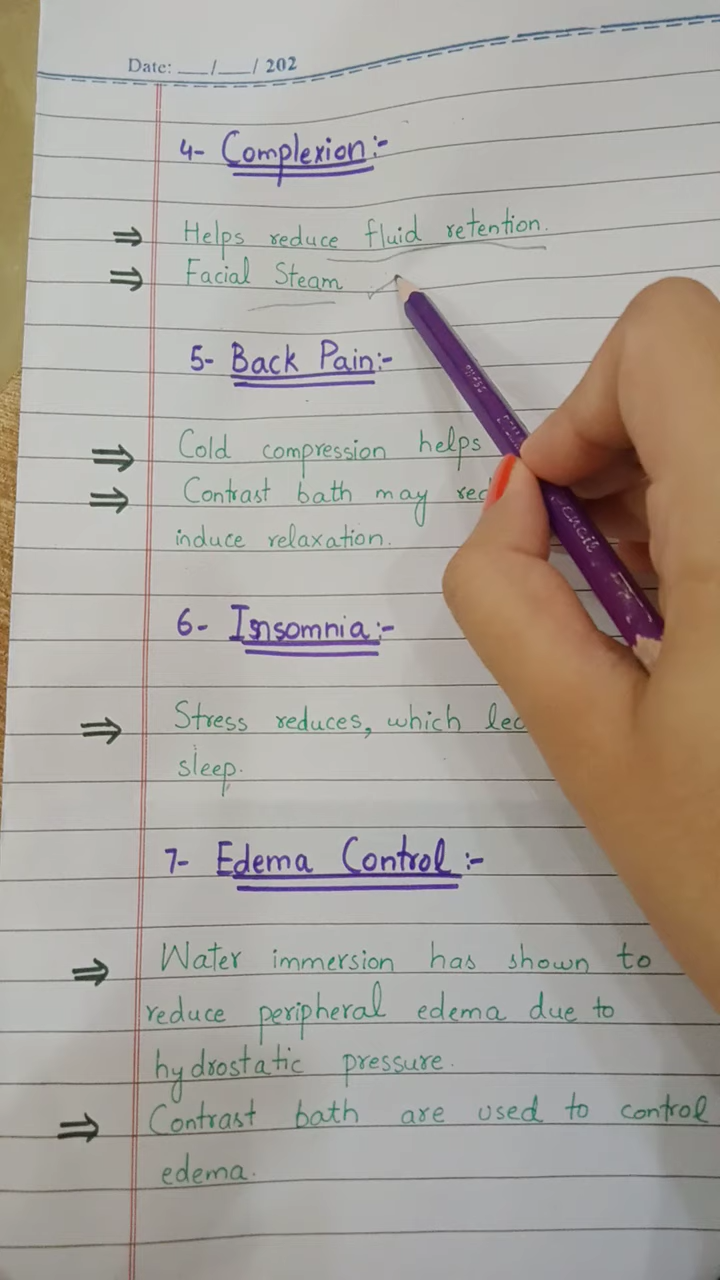 Date: __/__/ 202
4- Complexion:-
⇒ Helps reduce fluid retention.
⇒ Facial Steam
5- Back Pain:-
⇒ Cold compression helps
⇒ Contrast bath may
induce relaxation.
6- Insomnia:-
⇒ Stress reduces, which
sleep.
7- Edema Control:-
⇒ Water immersion has shown to
reduce peripheral edema due to
hydrostatic pressure.
⇒ Contrast bath are used to control
edema.